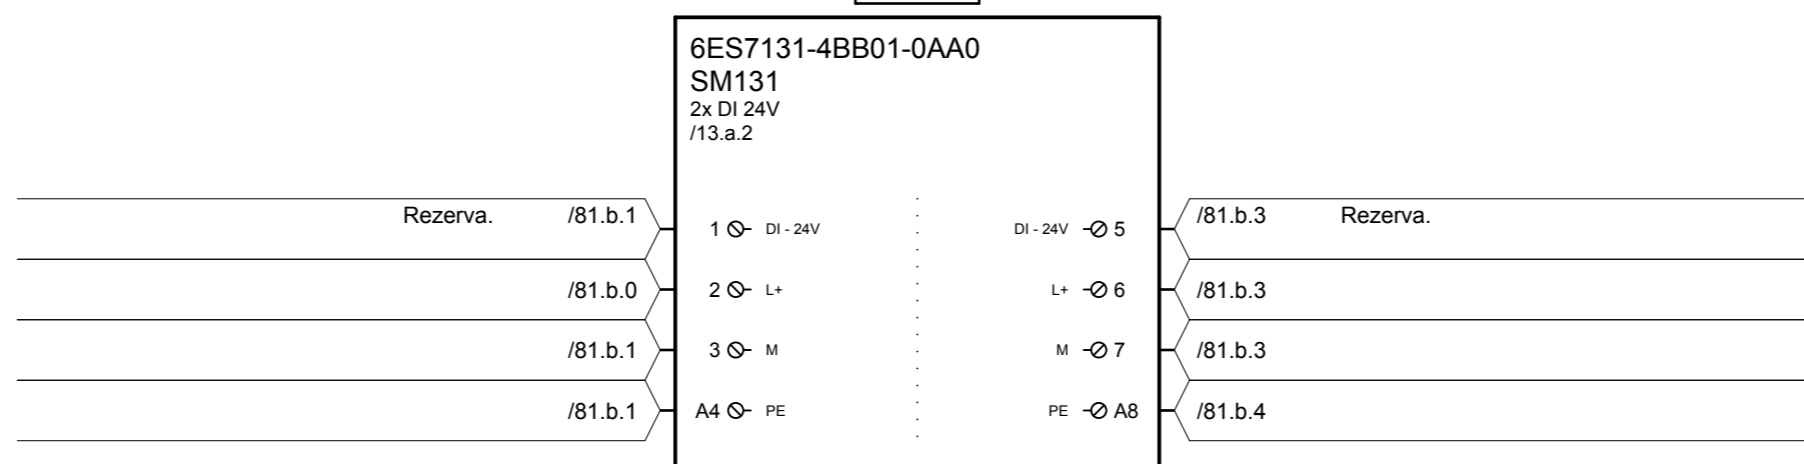 6ES7131-4BB01-0AA0
SM131
2x DI 24V
/13.a.2
Rezerva. /81.b.1 1 DI - 24V DI - 24V 5 /81.b.3 Rezerva.
/81.b.0 2 L+ L+ 6 /81.b.3
/81.b.1 3 M M 7 /81.b.3
/81.b.1 A4 PE PE A8 /81.b.4